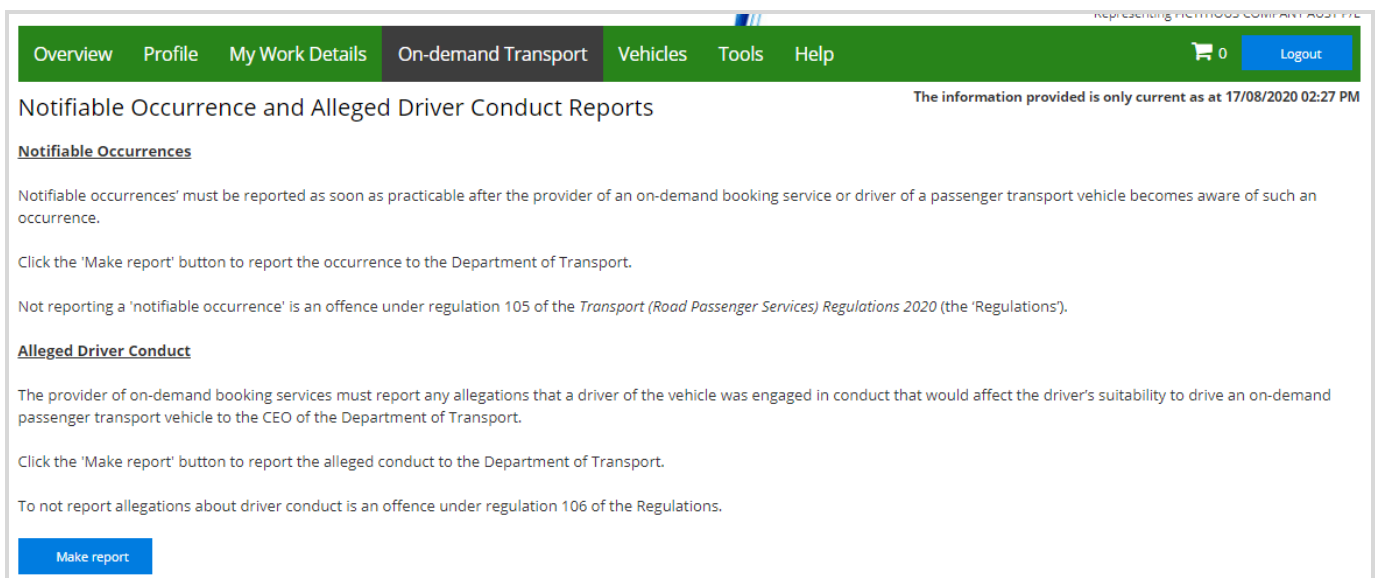 Representing FICTITIOUS COMPANY AUST P/L
Overview Profile My Work Details On-demand Transport Vehicles Tools Help 0 Logout
Notifiable Occurrence and Alleged Driver Conduct Reports
The information provided is only current as at 17/08/2020 02:27 PM
Notifiable Occurrences
Notifiable occurrences’ must be reported as soon as practicable after the provider of an on-demand booking service or driver of a passenger transport vehicle becomes aware of such an
occurrence.
Click the 'Make report' button to report the occurrence to the Department of Transport.
Not reporting a 'notifiable occurrence' is an offence under regulation 105 of the Transport (Road Passenger Services) Regulations 2020 (the ‘Regulations’).
Alleged Driver Conduct
The provider of on-demand booking services must report any allegations that a driver of the vehicle was engaged in conduct that would affect the driver’s suitability to drive an on-demand
passenger transport vehicle to the CEO of the Department of Transport.
Click the 'Make report' button to report the alleged conduct to the Department of Transport.
To not report allegations about driver conduct is an offence under regulation 106 of the Regulations.
Make report